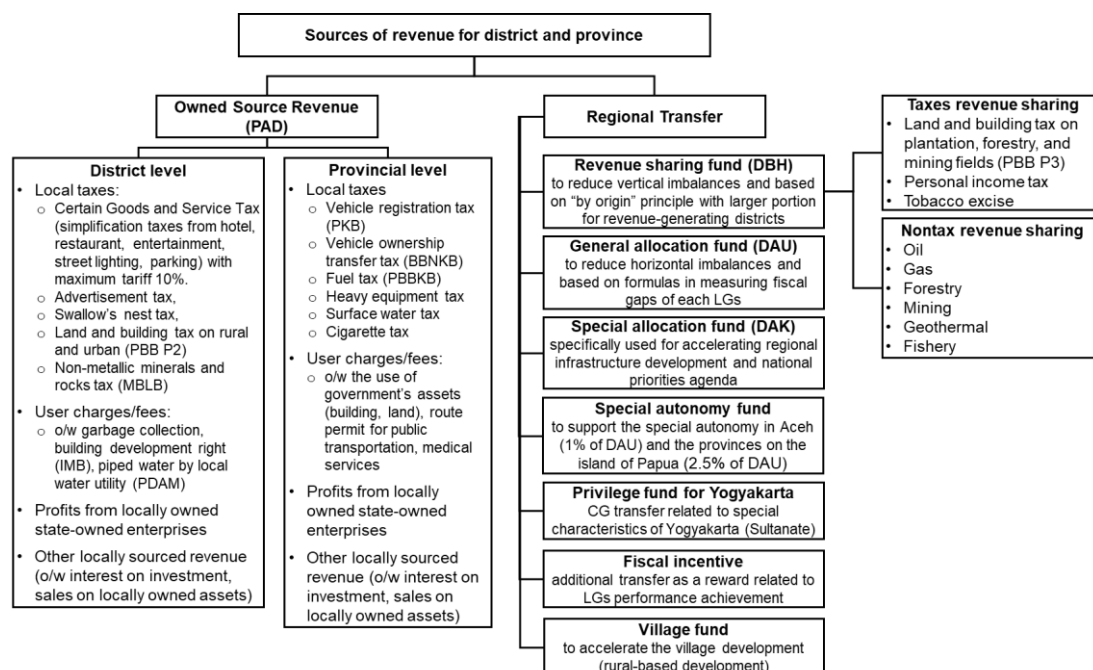 Sources of revenue for district and province
Owned Source Revenue
(PAD)
District level
• Local taxes:
o Certain Goods and Service Tax
(simplification taxes from hotel,
restaurant, entertainment,
street lighting, parking) with
maximum tariff 10%.
o Advertisement tax,
o Swallow's nest tax,
o Land and building tax on rural
and urban (PBB P2)
o Non-metallic minerals and
rocks tax (MBLB)
• User charges/fees:
o o/w garbage collection,
building development right
(IMB), piped water by local
water utility (PDAM)
• Profits from locally owned
state-owned enterprises
• Other locally sourced revenue
(o/w interest on investment,
sales on locally owned assets)
Provincial level
• Local taxes
o Vehicle registration tax
(PKB)
o Vehicle ownership
transfer tax (BBNKB)
o Fuel tax (PBBKB)
o Heavy equipment tax
o Surface water tax
o Cigarette tax
• User charges/fees:
o o/w the use of
government's assets
(building, land), route
permit for public
transportation, medical
services
• Profits from locally
owned state-owned
enterprises
• Other locally sourced
revenue (o/w interest on
investment, sales on
locally owned assets)
Regional Transfer
Revenue sharing fund (DBH)
to reduce vertical imbalances and based
on "by origin" principle with larger portion
for revenue-generating districts
General allocation fund (DAU)
to reduce horizontal imbalances and
based on formulas in measuring fiscal
gaps of each LGs
Special allocation fund (DAK)
specifically used for accelerating regional
infrastructure development and national
priorities agenda
Special autonomy fund
to support the special autonomy in Aceh
(1% of DAU) and the provinces on the
island of Papua (2.5% of DAU)
Privilege fund for Yogyakarta
CG transfer related to special
characteristics of Yogyakarta (Sultanate)
Fiscal incentive
additional transfer as a reward related to
LGs performance achievement
Village fund
to accelerate the village development
(rural-based development)
Taxes revenue sharing
• Land and building tax on
plantation, forestry, and
mining fields (PBB P3)
• Personal income tax
• Tobacco excise
Nontax revenue sharing
• Oil
• Gas
• Forestry
• Mining
• Geothermal
• Fishery